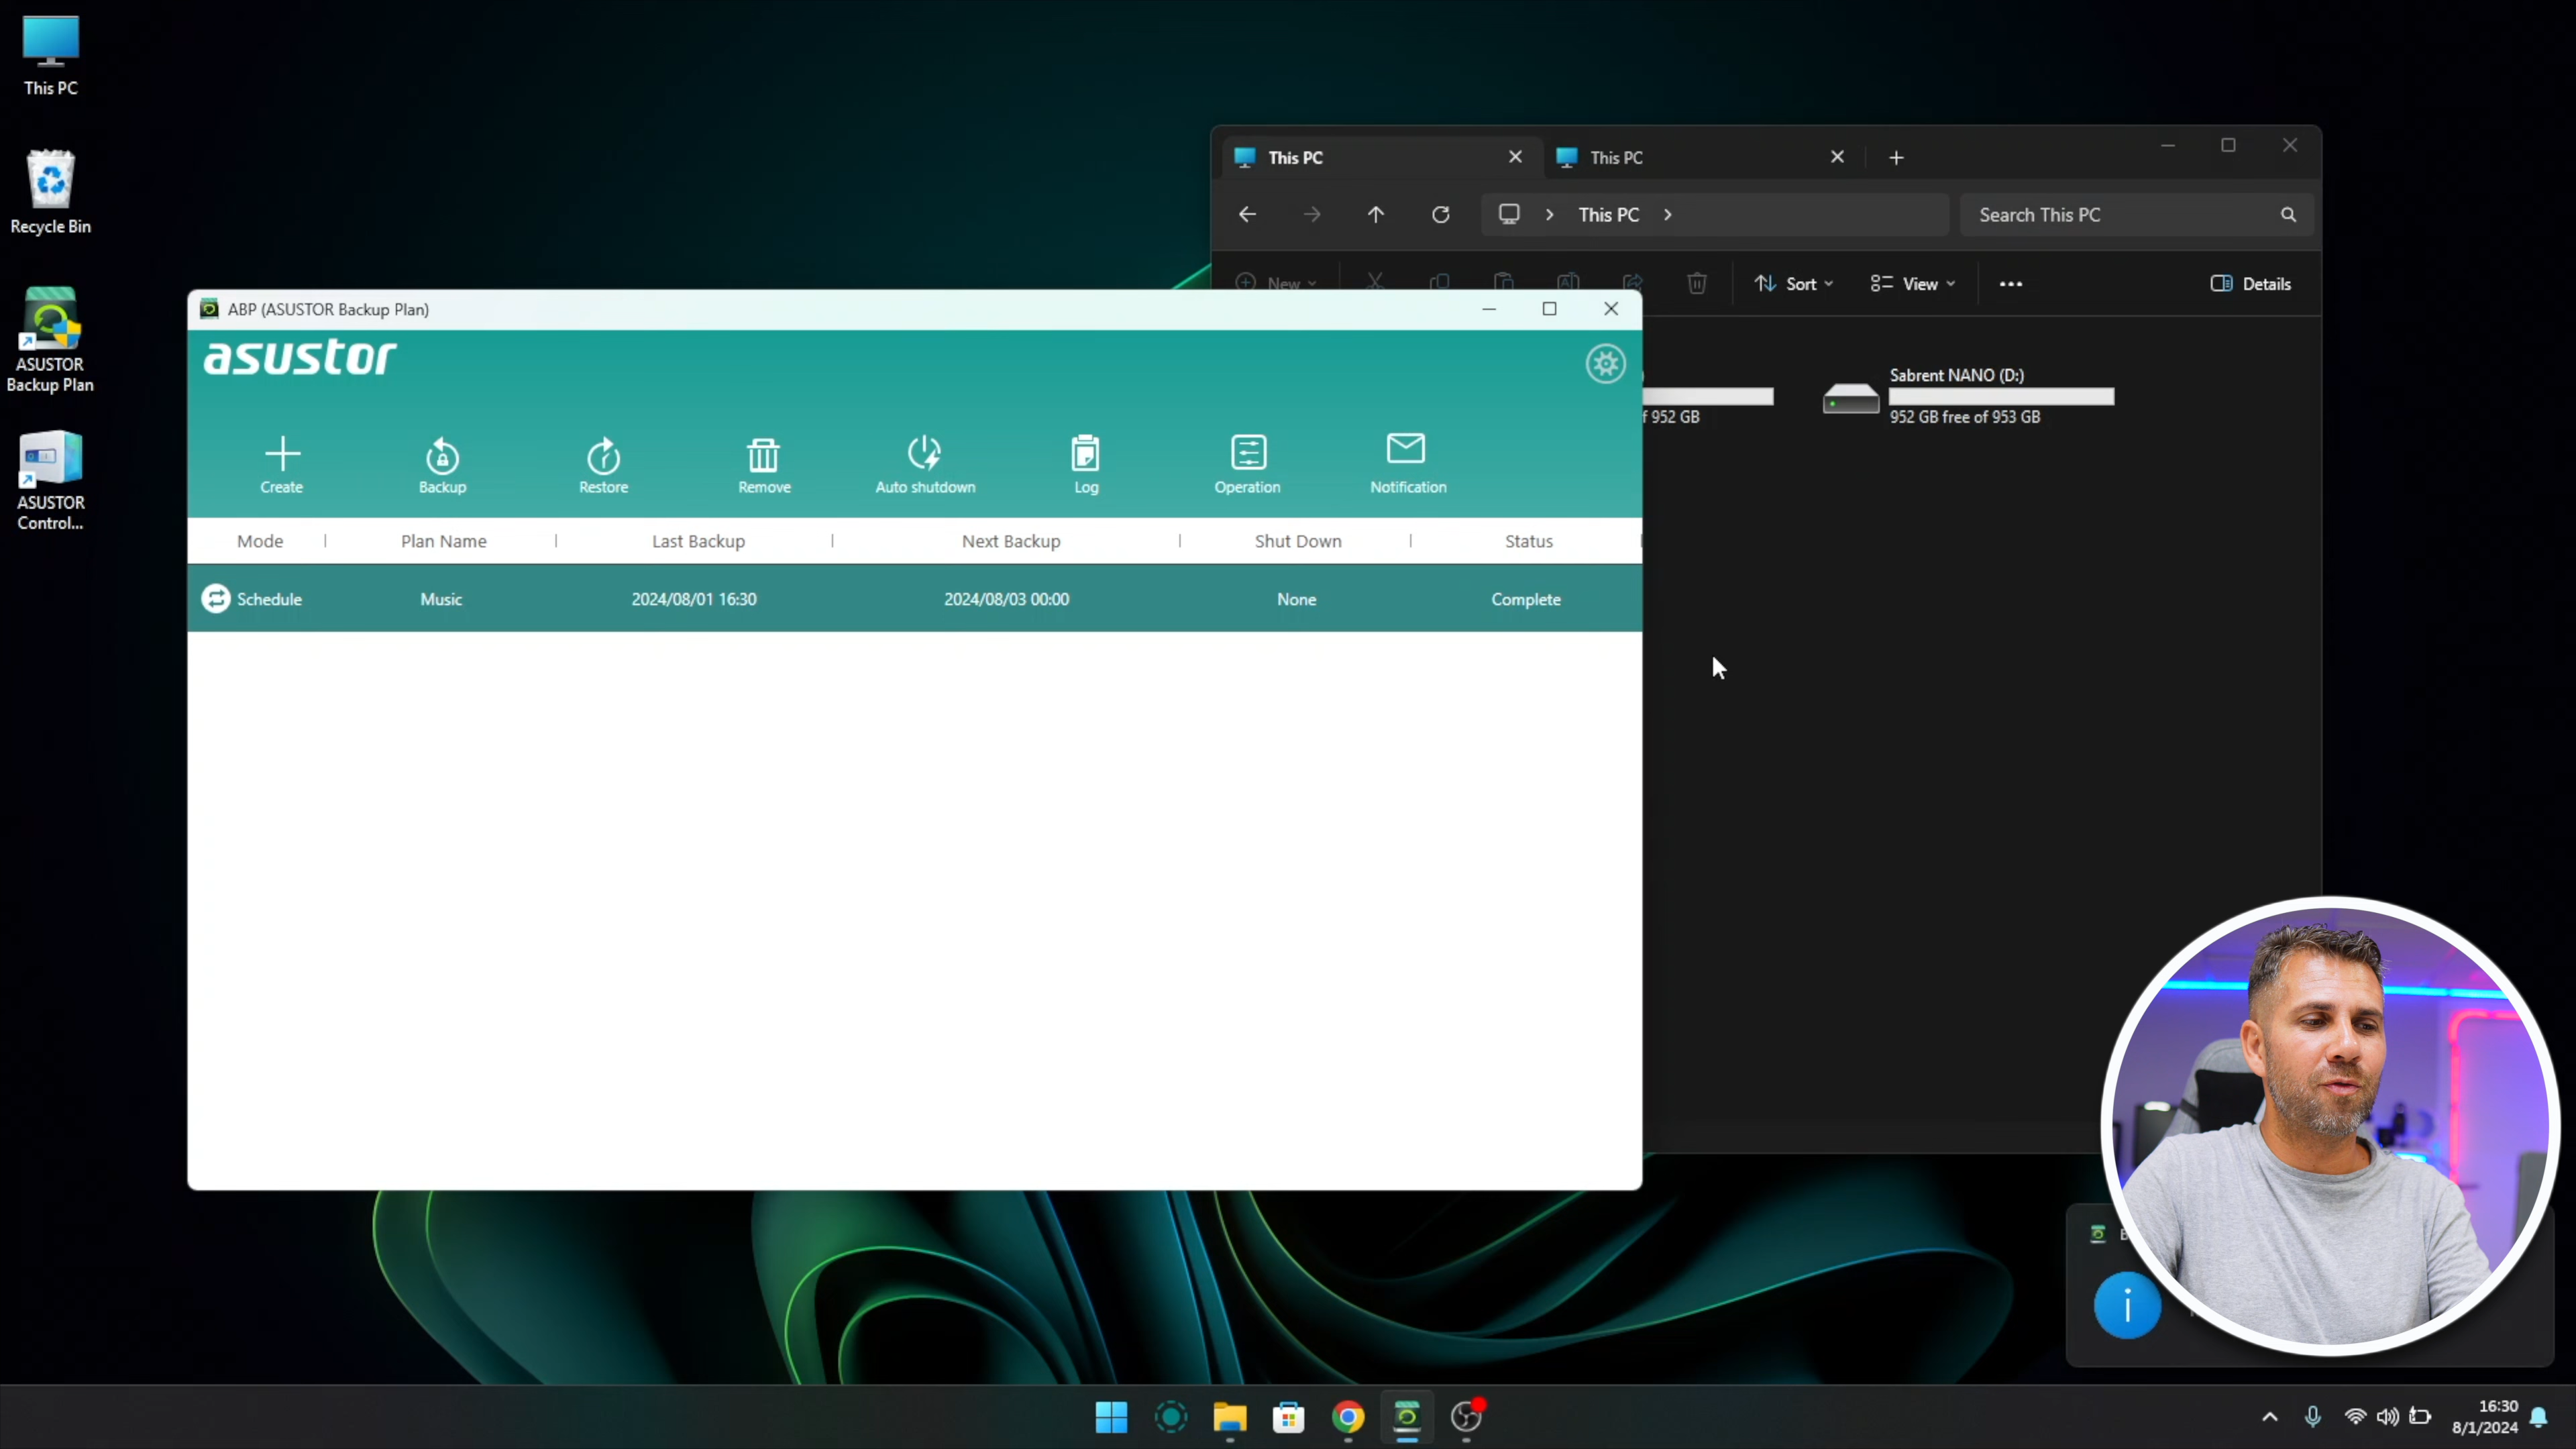 This PC
Recycle Bin
ASUSTOR
Backup Plan
ASUSTOR
Control...
This PC
This PC
This PC
Search This PC
New
Sort
View
Details
Sabrent NANO (D:)
f 952 GB
952 GB free of 953 GB
ABP (ASUSTOR Backup Plan)
asustor
Create
Backup
Restore
Remove
Auto shutdown
Log
Operation
Notification
Mode
Plan Name
Last Backup
Next Backup
Shut Down
Status
Schedule
Music
2024/08/01 16:30
2024/08/03 00:00
None
Complete
16:30
8/1/2024